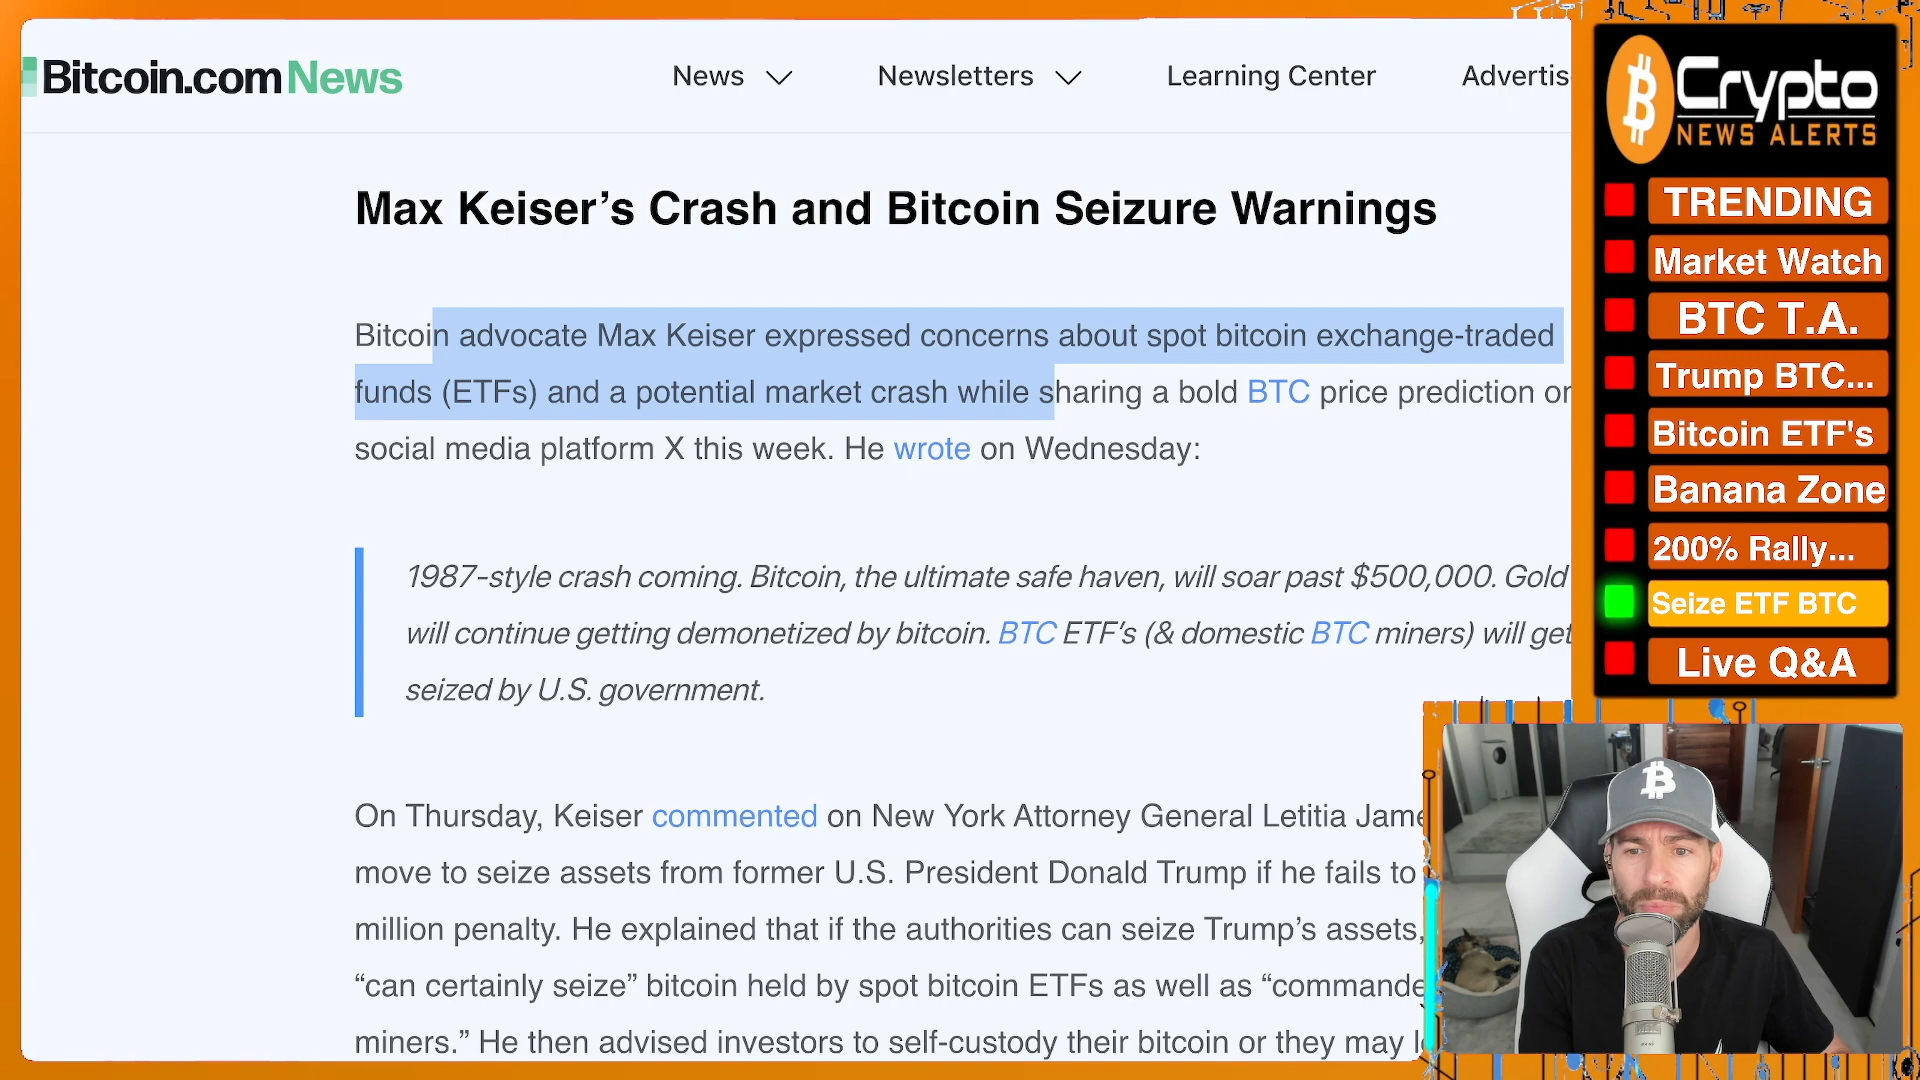 Bitcoin.com News
News
Newsletters
Learning Center
Advertis
Max Keiser’s Crash and Bitcoin Seizure Warnings
Bitcoin advocate Max Keiser expressed concerns about spot bitcoin exchange-traded
funds (ETFs) and a potential market crash while sharing a bold BTC price prediction on
social media platform X this week. He wrote on Wednesday:
1987-style crash coming. Bitcoin, the ultimate safe haven, will soar past $500,000. Gold
will continue getting demonetized by bitcoin. BTC ETF’s (& domestic BTC miners) will get
seized by U.S. government.
On Thursday, Keiser commented on New York Attorney General Letitia Jame
move to seize assets from former U.S. President Donald Trump if he fails to
million penalty. He explained that if the authorities can seize Trump’s assets,
“can certainly seize” bitcoin held by spot bitcoin ETFs as well as “commande
miners.” He then advised investors to self-custody their bitcoin or they may l
Crypto
NEWS ALERTS
TRENDING
Market Watch
BTC T.A.
Trump BTC...
Bitcoin ETF's
Banana Zone
200% Rally...
Seize ETF BTC
Live Q&A